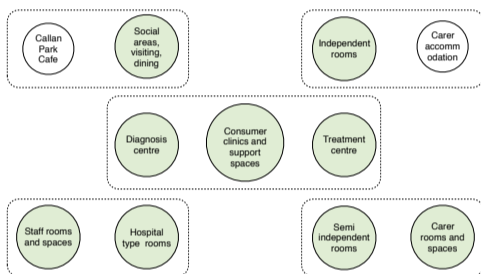 Callan
Park
Cafe
Social
areas,
visiting,
dining
Independent
rooms
Carer
accomm
odation
Diagnosis
centre
Consumer
clinics and
support
spaces
Treatment
centre
Staff rooms
and spaces
Hospital
type rooms
Semi
independent
rooms
Carer
rooms and
spaces